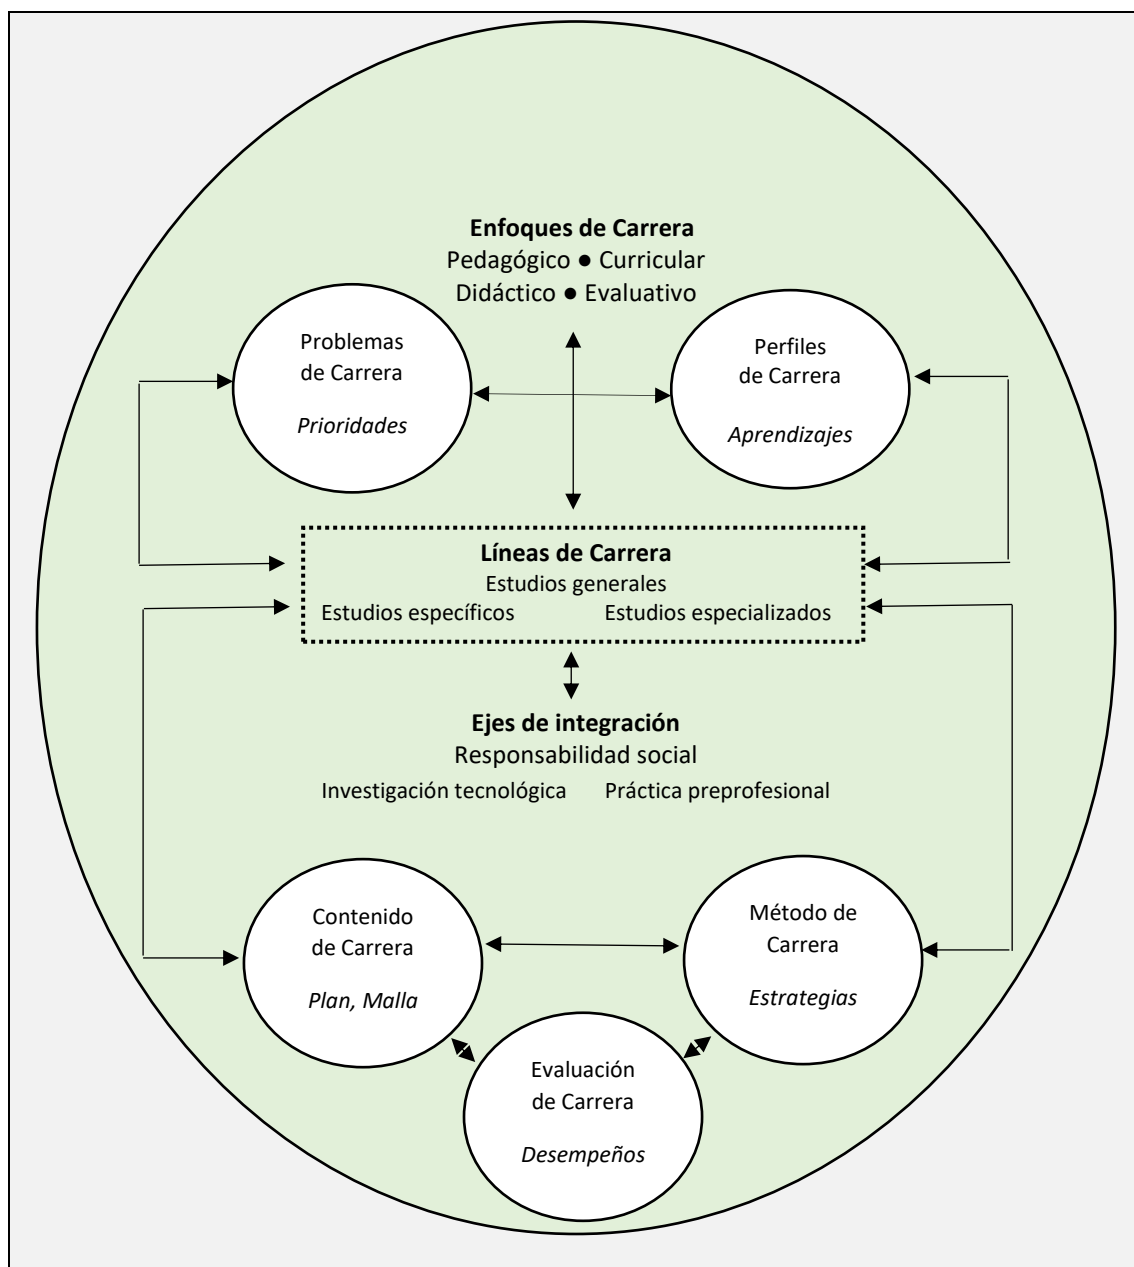 Enfoques de Carrera
Pedagógico ● Curricular
Didáctico ● Evaluativo
Problemas
de Carrera
Prioridades
Perfiles
de Carrera
Aprendizajes
Líneas de Carrera
Estudios generales
Estudios específicos
Estudios especializados
Ejes de integración
Responsabilidad social
Investigación tecnológica
Práctica preprofesional
Contenido
de Carrera
Plan, Malla
Método de
Carrera
Estrategias
Evaluación
de Carrera
Desempeños